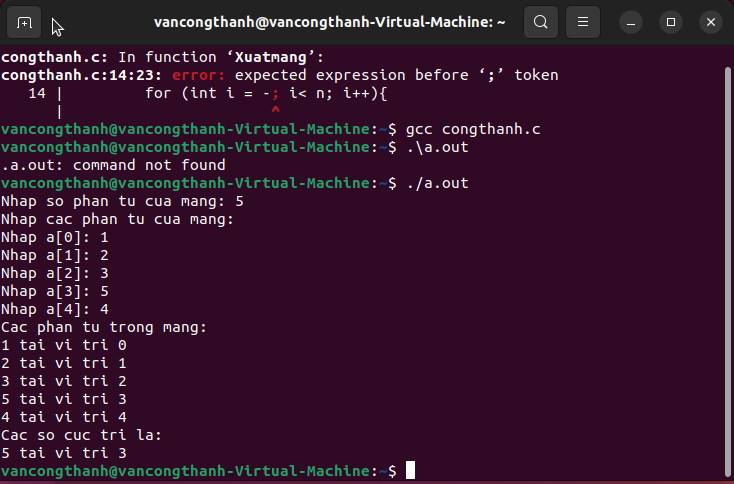 vancongthanh@vancongthanh-Virtual-Machine: ~
congthanh.c: In function ‘Xuatmang’:
congthanh.c:14:23: error: expected expression before ‘;’ token
   14 |         for (int i = -; i< n; i++){
      |                       ^
vancongthanh@vancongthanh-Virtual-Machine:~$ gcc congthanh.c
vancongthanh@vancongthanh-Virtual-Machine:~$ .\a.out
.a.out: command not found
vancongthanh@vancongthanh-Virtual-Machine:~$ ./a.out
Nhap so phan tu cua mang: 5
Nhap cac phan tu cua mang:
Nhap a[0]: 1
Nhap a[1]: 2
Nhap a[2]: 3
Nhap a[3]: 5
Nhap a[4]: 4
Cac phan tu trong mang:
1 tai vi tri 0
2 tai vi tri 1
3 tai vi tri 2
5 tai vi tri 3
4 tai vi tri 4
Cac so cuc tri la:
5 tai vi tri 3
vancongthanh@vancongthanh-Virtual-Machine:~$